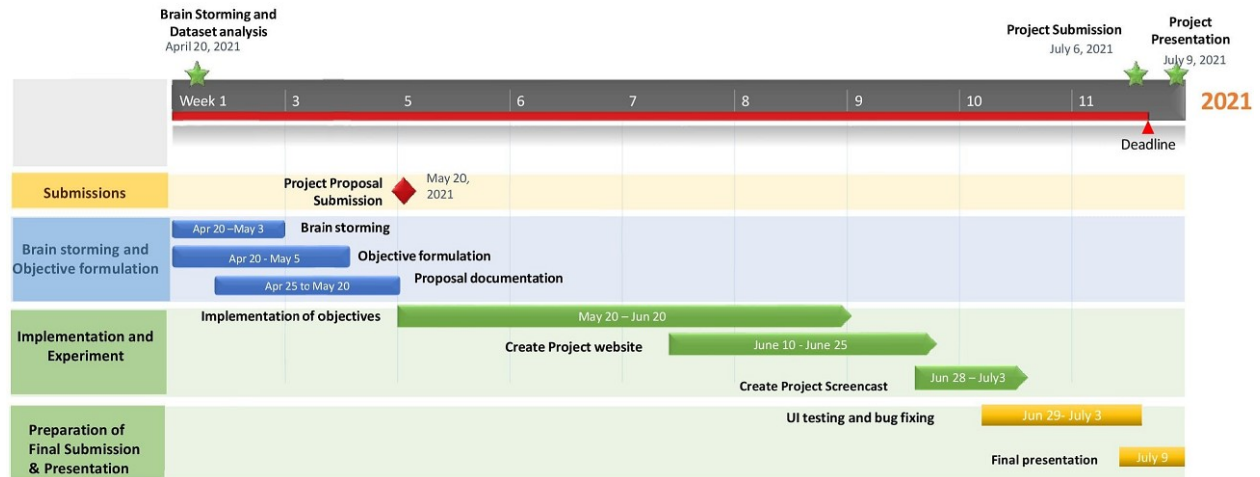 Brain Storming and
Dataset analysis
April 20, 2021
Project Submission
July 6, 2021
Project
Presentation
July 9, 2021
Week 1
3
5
6
7
8
9
10
11
2021
Deadline
Submissions
Project Proposal
Submission
May 20,
2021
Brain storming and
Objective formulation
Apr 20 –May 3
Brain storming
Apr 20 - May 5
Objective formulation
Apr 25 to May 20
Proposal documentation
Implementation and
Experiment
Implementation of objectives
May 20 – Jun 20
Create Project website
June 10 - June 25
Create Project Screencast
Jun 28 – July3
Preparation of
Final Submission
& Presentation
UI testing and bug fixing
Jun 29- July 3
Final presentation
July 9